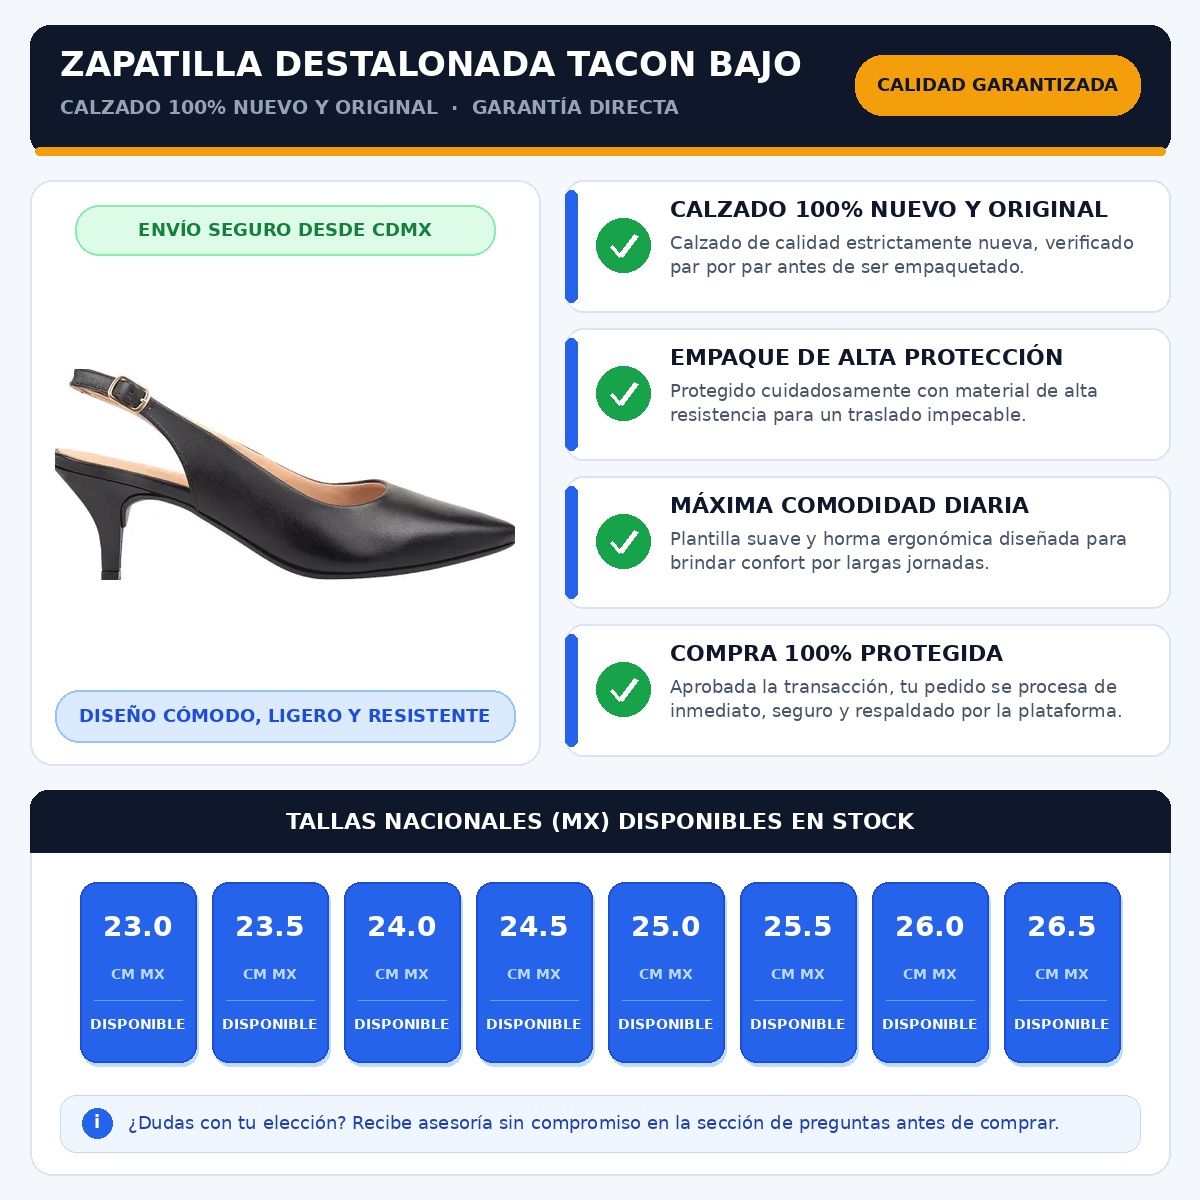 ZAPATILLA DESTALONADA TACON BAJO
CALZADO 100% NUEVO Y ORIGINAL · GARANTÍA DIRECTA
CALIDAD GARANTIZADA
ENVÍO SEGURO DESDE CDMX
DISEÑO CÓMODO, LIGERO Y RESISTENTE
CALZADO 100% NUEVO Y ORIGINAL
Calzado de calidad estrictamente nueva, verificado
par por par antes de ser empaquetado.
EMPAQUE DE ALTA PROTECCIÓN
Protegido cuidadosamente con material de alta
resistencia para un traslado impecable.
MÁXIMA COMODIDAD DIARIA
Plantilla suave y horma ergonómica diseñada para
brindar confort por largas jornadas.
COMPRA 100% PROTEGIDA
Aprobada la transacción, tu pedido se procesa de
inmediato, seguro y respaldado por la plataforma.
TALLAS NACIONALES (MX) DISPONIBLES EN STOCK
23.0 23.5 24.0 24.5 25.0 25.5 26.0 26.5
CM MX CM MX CM MX CM MX CM MX CM MX CM MX CM MX
DISPONIBLE DISPONIBLE DISPONIBLE DISPONIBLE DISPONIBLE DISPONIBLE DISPONIBLE DISPONIBLE
i ¿Dudas con tu elección? Recibe asesoría sin compromiso en la sección de preguntas antes de comprar.